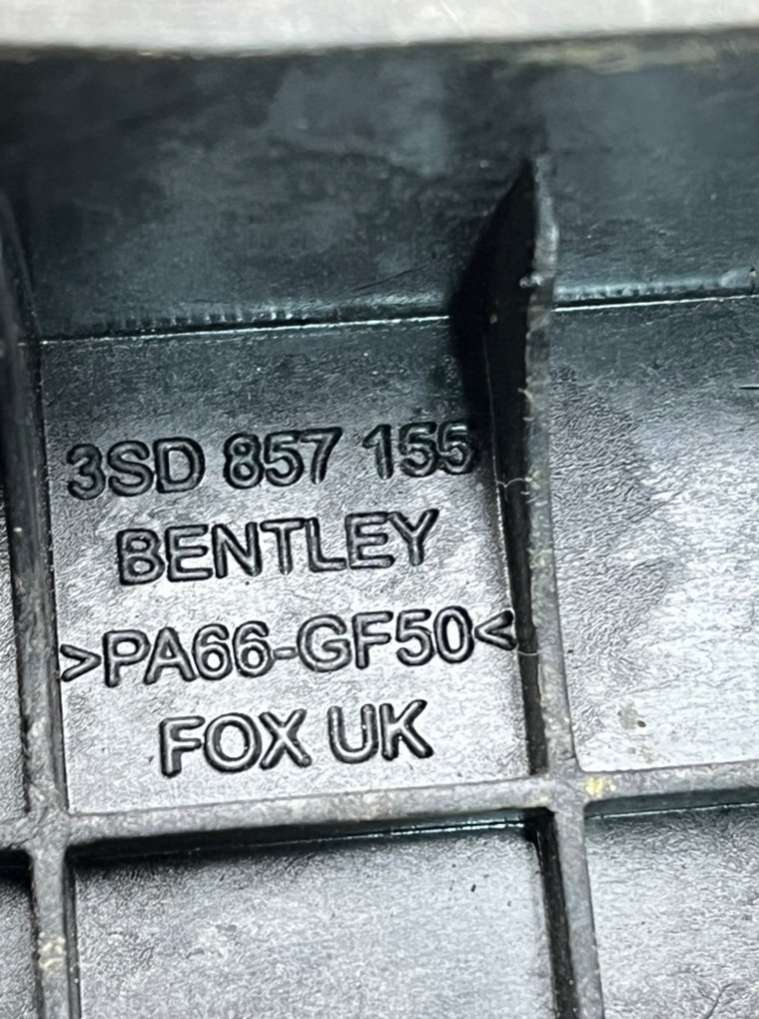 3SD 857 155
BENTLEY
>PA66-GF50<
FOX UK